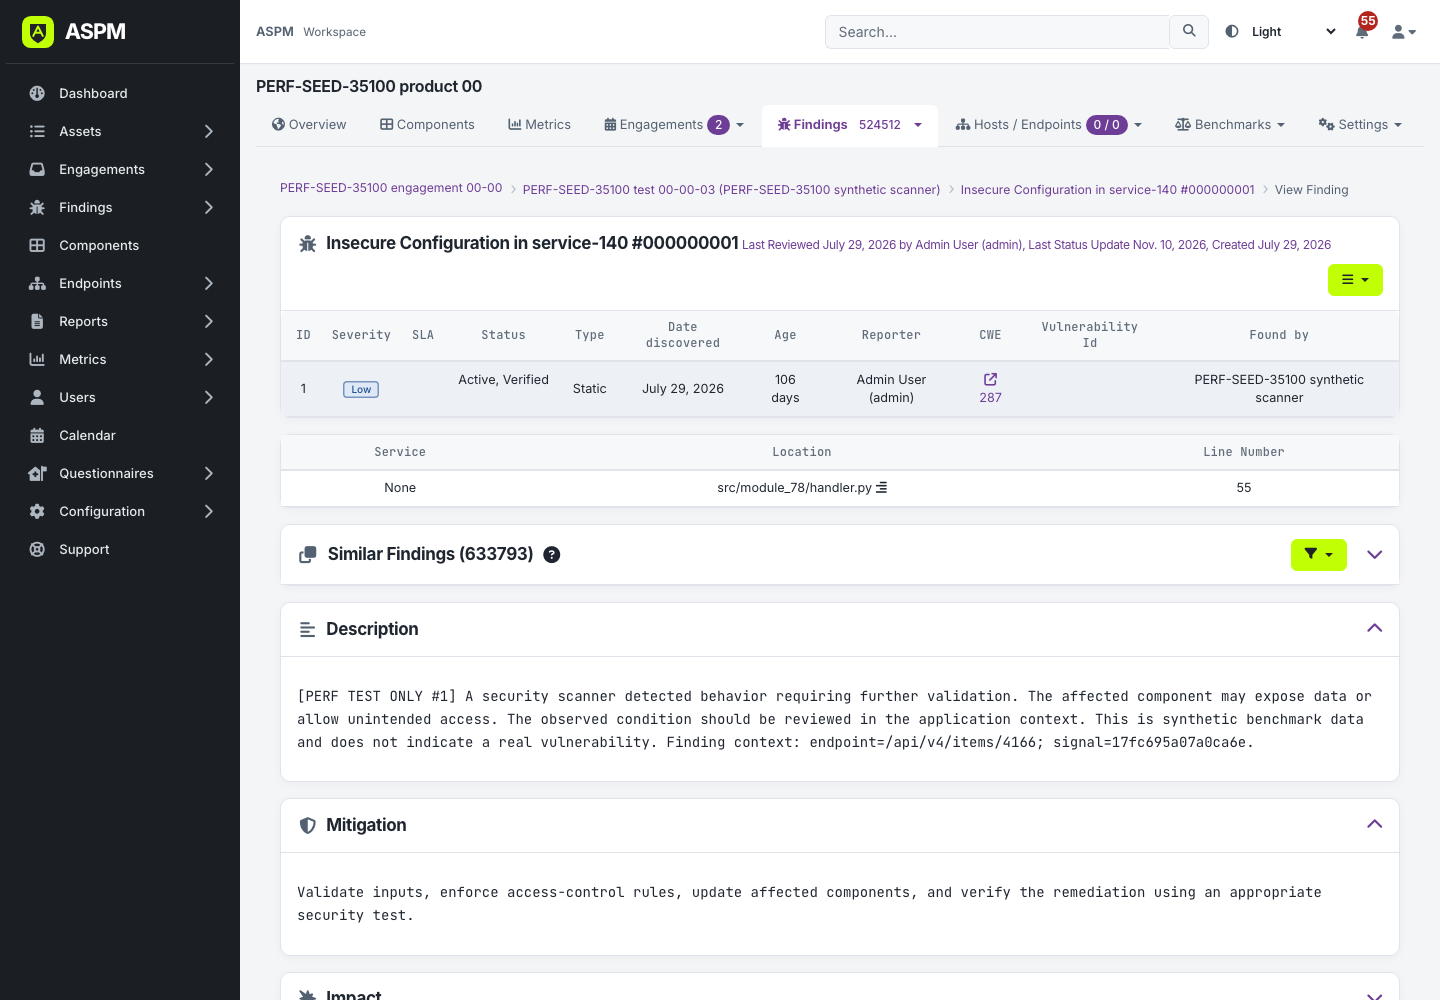 ASPM
Dashboard
Assets
Engagements
Findings
Components
Endpoints
Reports
Metrics
Users
Calendar
Questionnaires
Configuration
Support
ASPM Workspace
Search...
Light
55
PERF-SEED-35100 product 00
Overview
Components
Metrics
Engagements 2
Findings 524512
Hosts / Endpoints 0 / 0
Benchmarks
Settings
PERF-SEED-35100 engagement 00-00
PERF-SEED-35100 test 00-00-03 (PERF-SEED-35100 synthetic scanner)
Insecure Configuration in service-140 #000000001
View Finding
Insecure Configuration in service-140 #000000001 Last Reviewed July 29, 2026 by Admin User (admin), Last Status Update Nov. 10, 2026, Created July 29, 2026
ID Severity SLA Status Type Date discovered Age Reporter CWE Vulnerability Id Found by
1 Low Active, Verified Static July 29, 2026 106 days Admin User (admin) 287 PERF-SEED-35100 synthetic scanner
Service Location Line Number
None src/module_78/handler.py 55
Similar Findings (633793) ?
Description
[PERF TEST ONLY #1] A security scanner detected behavior requiring further validation. The affected component may expose data or
allow unintended access. The observed condition should be reviewed in the application context. This is synthetic benchmark data
and does not indicate a real vulnerability. Finding context: endpoint=/api/v4/items/4166; signal=17fc695a07a0ca6e.
Mitigation
Validate inputs, enforce access-control rules, update affected components, and verify the remediation using an appropriate
security test.
Impact